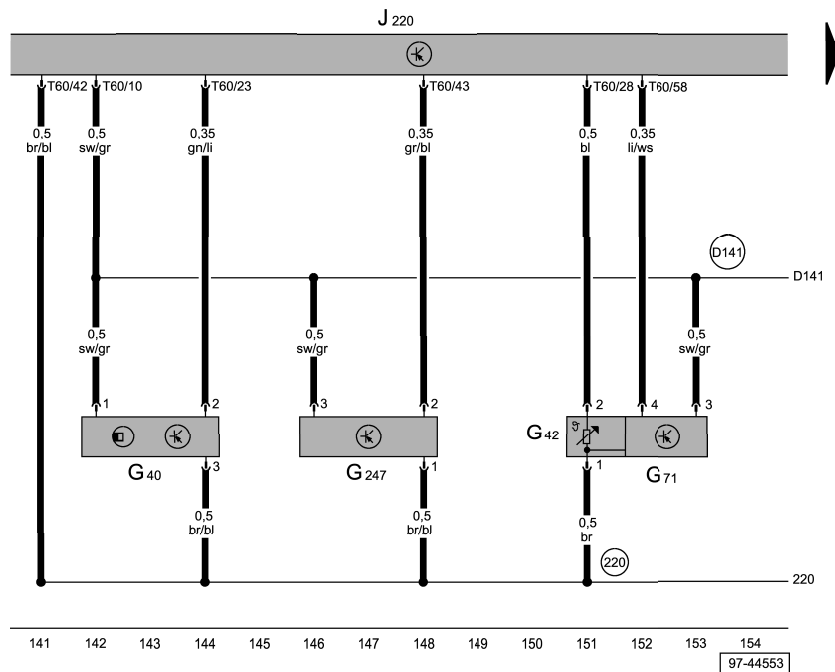 J 220
T60/42 T60/10 T60/23 T60/43 T60/28 T60/58
0,5 0,5 0,35 0,35 0,5 0,35
br/bl sw/gr gn/li gr/bl bl li/ws
D141
D141
0,5 0,5 0,5
sw/gr sw/gr sw/gr
1 2 3 2 2 4 3
ϑ
G 42
3 1 1
G 40 G 247 G 71
0,5 0,5 0,5
br/bl br/bl br
220
220
141 142 143 144 145 146 147 148 149 150 151 152 153 154
97-44553